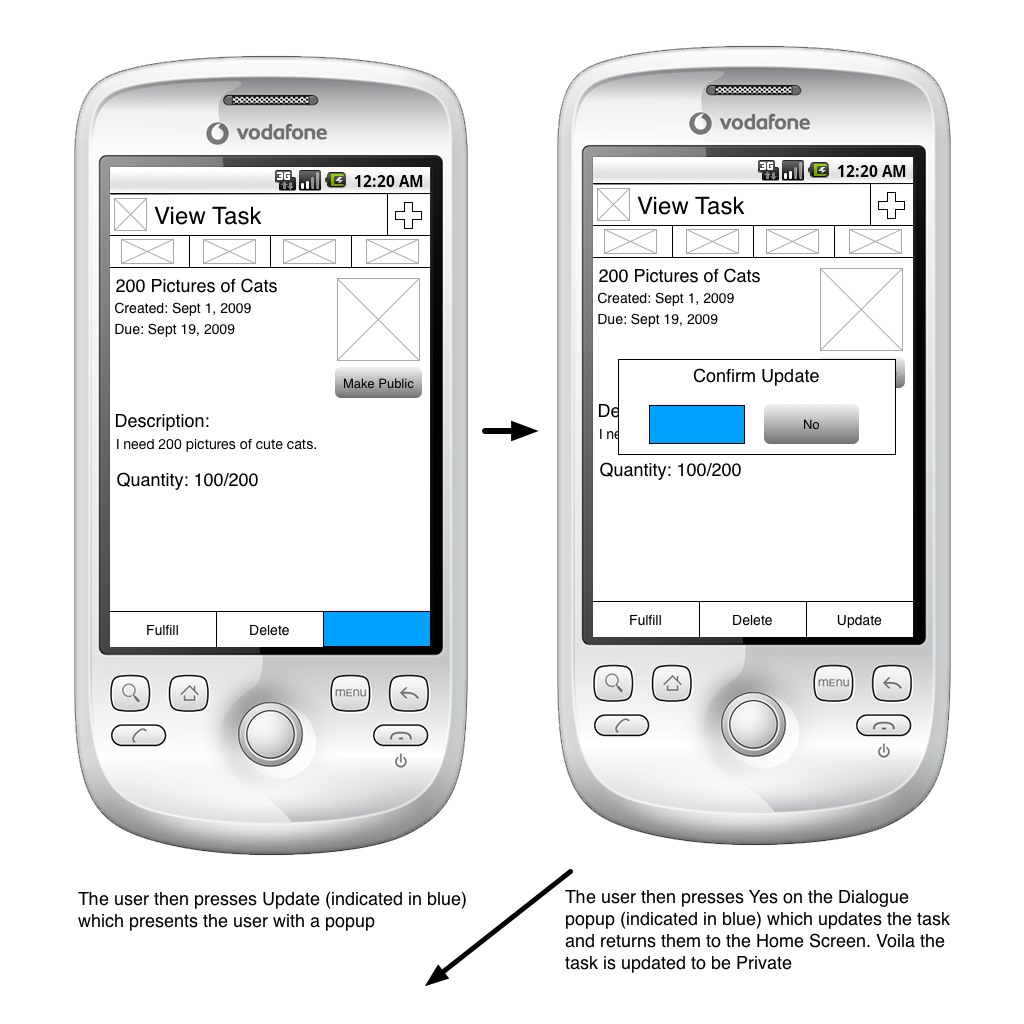 vodafone
3G
12:20 AM
View Task
200 Pictures of Cats
Created: Sept 1, 2009
Due: Sept 19, 2009
Make Public
Description:
I need 200 pictures of cute cats.
Quantity: 100/200
Fulfill
Delete
MENU
The user then presses Update (indicated in blue)
which presents the user with a popup
vodafone
3G
12:20 AM
View Task
200 Pictures of Cats
Created: Sept 1, 2009
Due: Sept 19, 2009
Confirm Update
No
De
I ne
Quantity: 100/200
Fulfill
Delete
Update
MENU
The user then presses Yes on the Dialogue
popup (indicated in blue) which updates the task
and returns them to the Home Screen. Voila the
task is updated to be Private